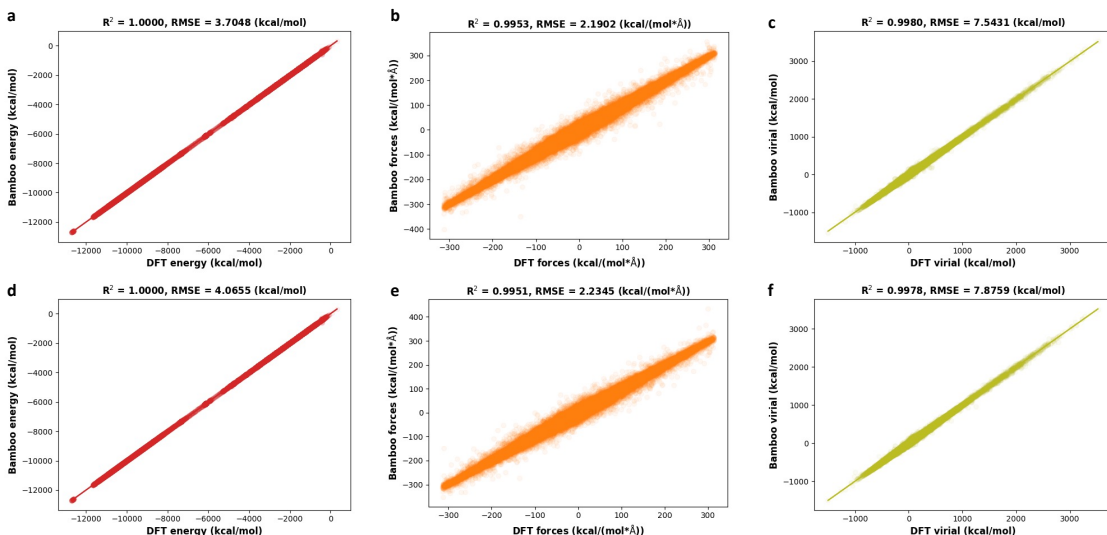 a
R² = 1.0000, RMSE = 3.7048 (kcal/mol)
Bamboo energy (kcal/mol)
0
−2000
−4000
−6000
−8000
−10000
−12000
−12000 −10000 −8000 −6000 −4000 −2000 0
DFT energy (kcal/mol)
b
R² = 0.9953, RMSE = 2.1902 (kcal/(mol*Å))
Bamboo forces (kcal/(mol*Å))
300
200
100
0
−100
−200
−300
−400
−300 −200 −100 0 100 200 300
DFT forces (kcal/(mol*Å))
c
R² = 0.9980, RMSE = 7.5431 (kcal/mol)
Bamboo virial (kcal/mol)
3000
2000
1000
0
−1000
−1000 0 1000 2000 3000
DFT virial (kcal/mol)
d
R² = 1.0000, RMSE = 4.0655 (kcal/mol)
Bamboo energy (kcal/mol)
0
−2000
−4000
−6000
−8000
−10000
−12000
−12000 −10000 −8000 −6000 −4000 −2000 0
DFT energy (kcal/mol)
e
R² = 0.9951, RMSE = 2.2345 (kcal/(mol*Å))
Bamboo forces (kcal/(mol*Å))
400
300
200
100
0
−100
−200
−300
−300 −200 −100 0 100 200 300
DFT forces (kcal/(mol*Å))
f
R² = 0.9978, RMSE = 7.8759 (kcal/mol)
Bamboo virial (kcal/mol)
3000
2000
1000
0
−1000
−1000 0 1000 2000 3000
DFT virial (kcal/mol)